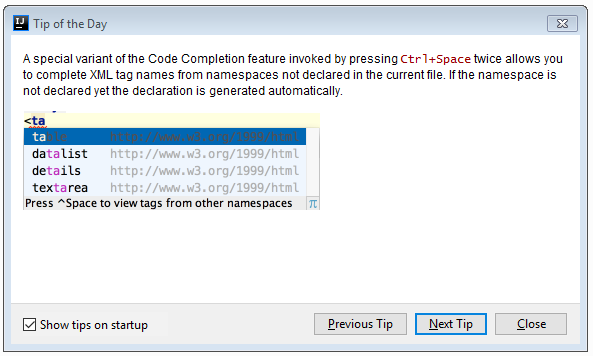 IJ Tip of the Day
A special variant of the Code Completion feature invoked by pressing Ctrl+Space twice allows you
to complete XML tag names from namespaces not declared in the current file. If the namespace is
not declared yet the declaration is generated automatically.
<ta
table http://www.w3.org/1999/html
datalist http://www.w3.org/1999/html
details http://www.w3.org/1999/html
textarea http://www.w3.org/1999/html
Press ^Space to view tags from other namespaces π
Show tips on startup Previous Tip Next Tip Close